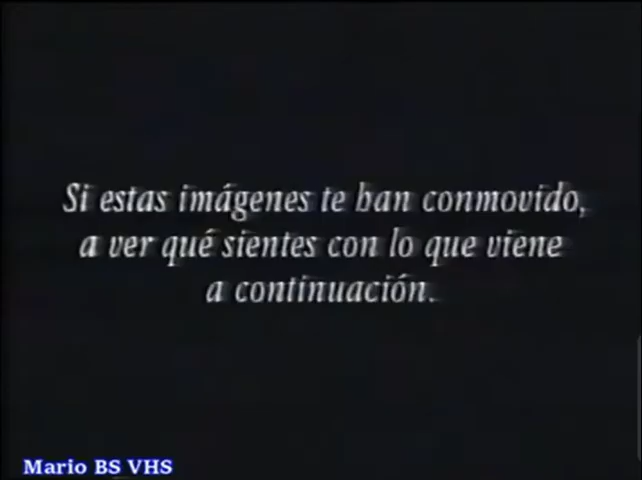 Si estas imágenes te han conmovido,
a ver qué sientes con lo que viene
a continuación.
Mario BS VHS